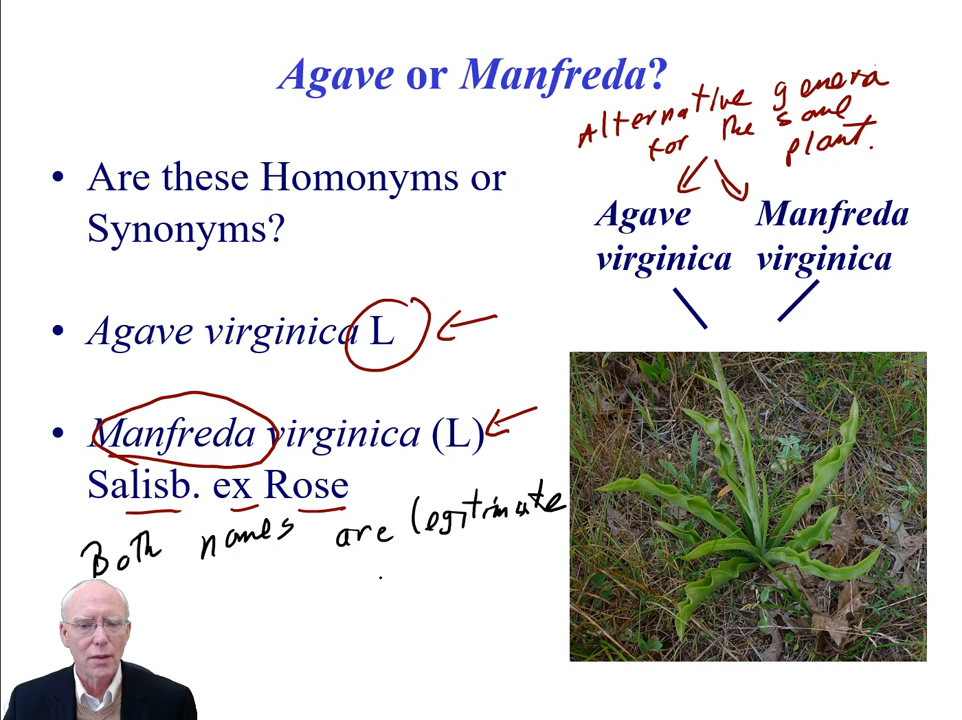 Agave or Manfreda?
Alternative genera
for the same
plant.
• Are these Homonyms or
Synonyms?
Agave virginica
Manfreda virginica
• Agave virginica L
• Manfreda virginica (L)
Salisb. ex Rose
Both names are legitimate